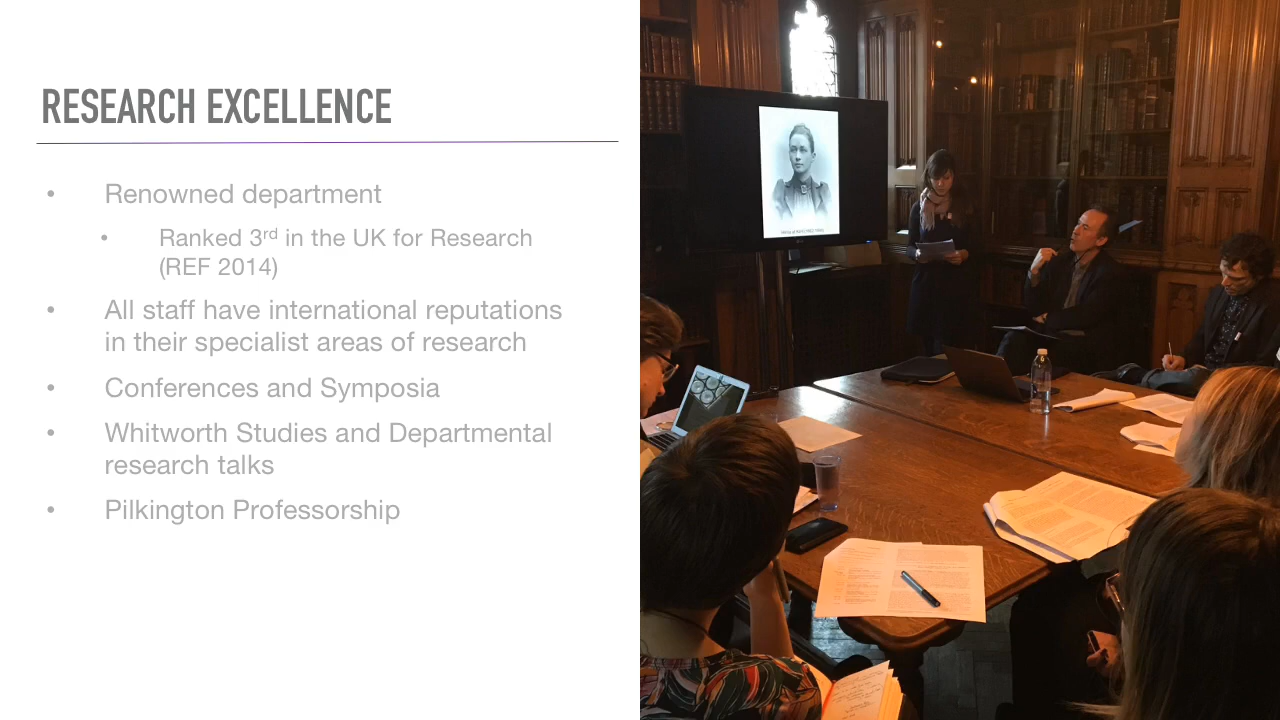 RESEARCH EXCELLENCE
• Renowned department
• Ranked 3rd in the UK for Research
(REF 2014)
• All staff have international reputations
in their specialist areas of research
• Conferences and Symposia
• Whitworth Studies and Departmental
research talks
• Pilkington Professorship